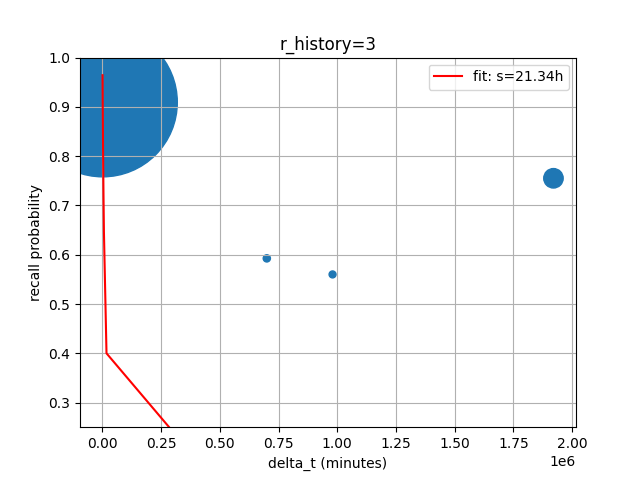 r_history=3
fit: s=21.34h
recall probability
1.0
0.9
0.8
0.7
0.6
0.5
0.4
0.3
0.00 0.25 0.50 0.75 1.00 1.25 1.50 1.75 2.00
1e6
delta_t (minutes)